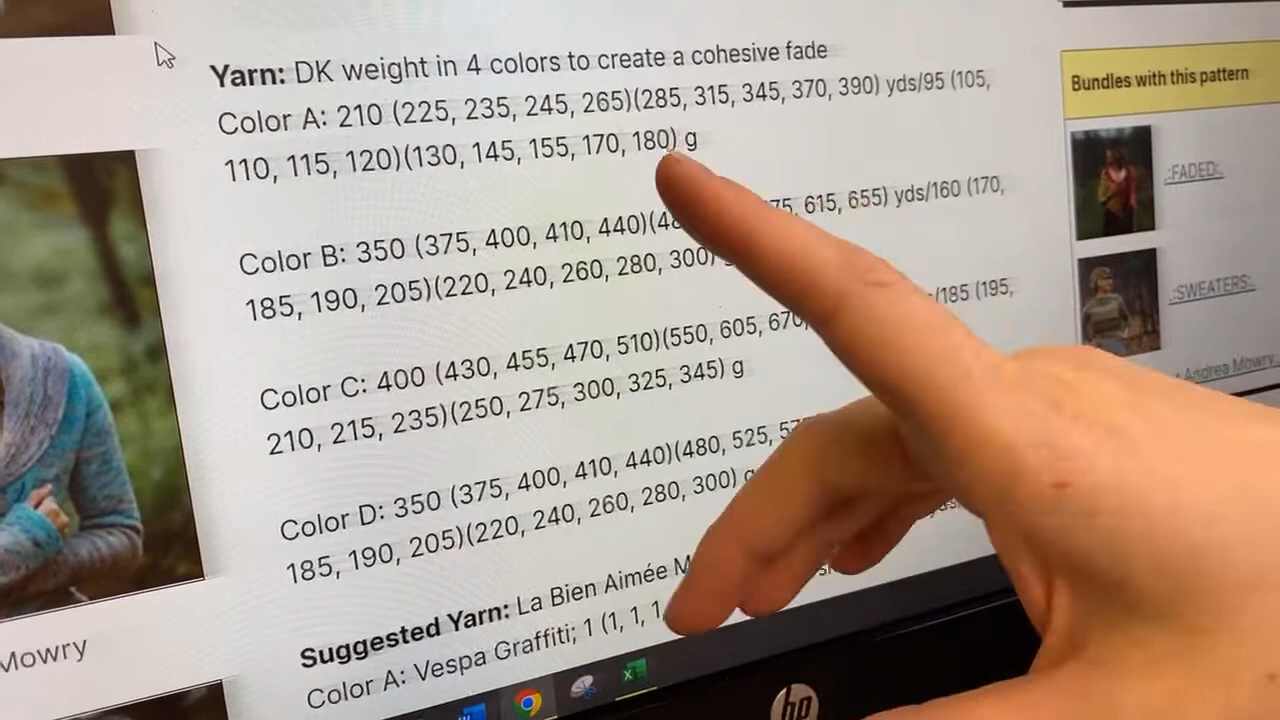 Yarn: DK weight in 4 colors to create a cohesive fade
Color A: 210 (225, 235, 245, 265)(285, 315, 345, 370, 390) yds/95 (105,
110, 115, 120)(130, 145, 155, 170, 180) g
Color B: 350 (375, 400, 410, 440)(48 75, 615, 655) yds/160 (170,
185, 190, 205)(220, 240, 260, 280, 300)
Color C: 400 (430, 455, 470, 510)(550, 605, 670, /185 (195,
210, 215, 235)(250, 275, 300, 325, 345) g
Color D: 350 (375, 400, 410, 440)(480, 525, 57
185, 190, 205)(220, 240, 260, 280, 300) g
Suggested Yarn: La Bien Aimée M
Color A: Vespa Graffiti; 1 (1, 1, 1
Mowry
Bundles with this pattern
.:FADED:.
.:SWEATERS:.
Andrea Mowry
hp